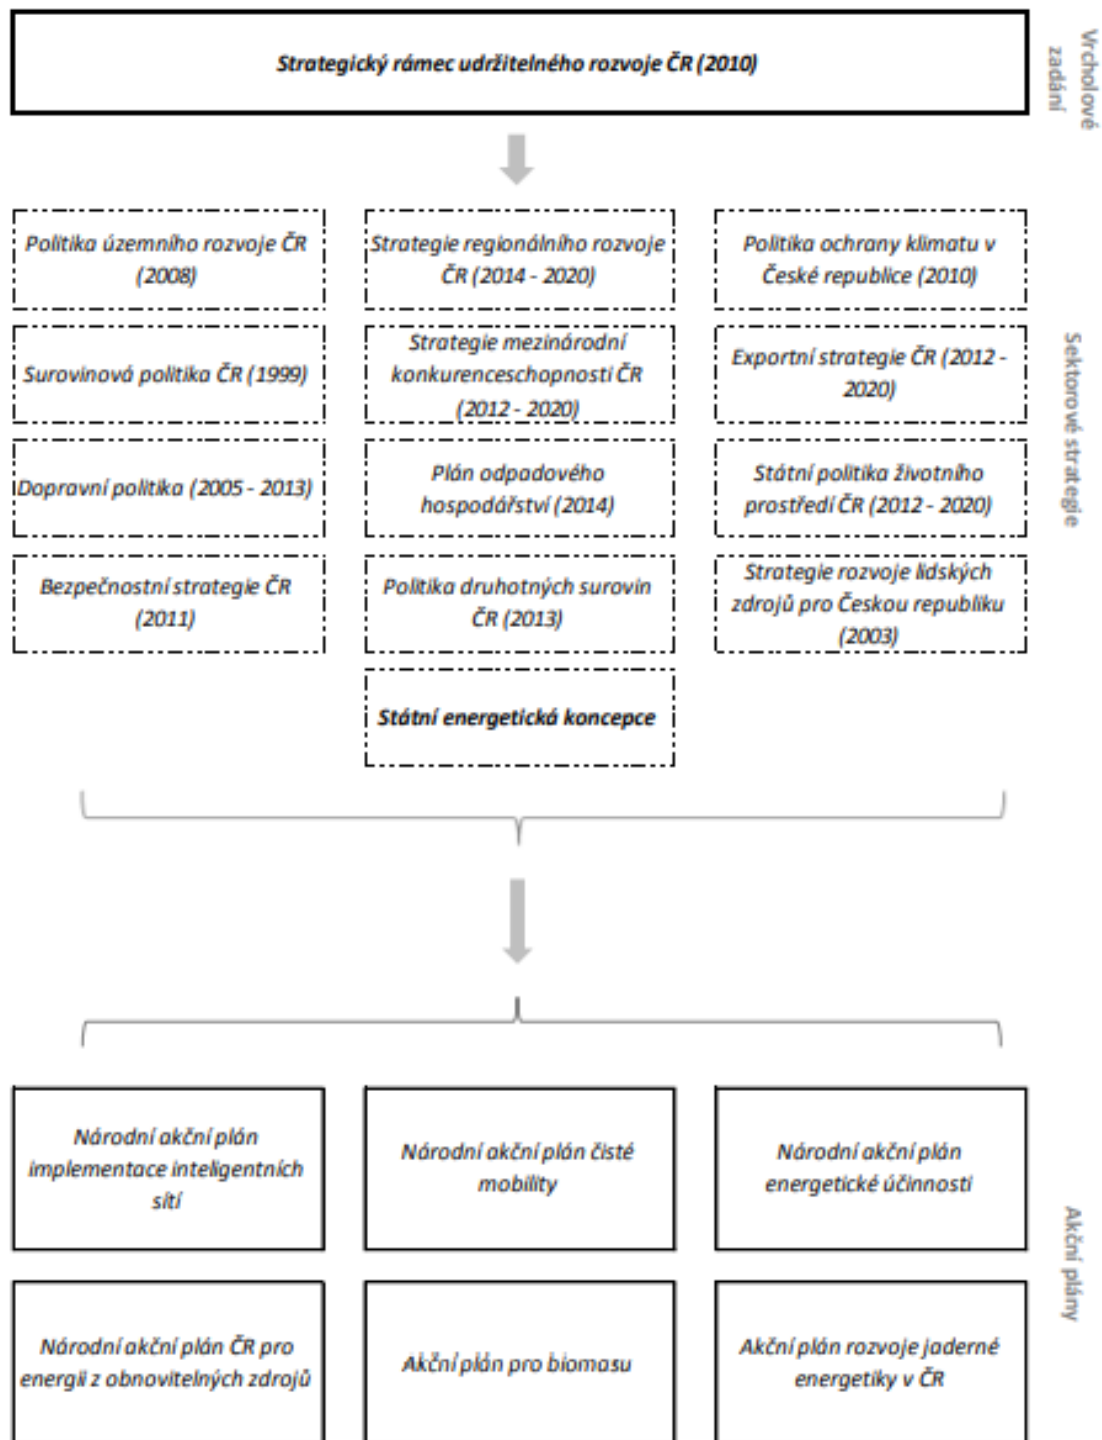 Strategický rámec udržitelného rozvoje ČR (2010)
Vrcholové
zadání
Politika územního rozvoje ČR
(2008)
Strategie regionálního rozvoje
ČR (2014 - 2020)
Politika ochrany klimatu v
České republice (2010)
Surovinová politika ČR (1999)
Strategie mezinárodní
konkurenceschopnosti ČR
(2012 - 2020)
Exportní strategie ČR (2012 -
2020)
Dopravní politika (2005 - 2013)
Plán odpadového
hospodářství (2014)
Státní politika životního
prostředí ČR (2012 - 2020)
Bezpečnostní strategie ČR
(2011)
Politika druhotných surovin
ČR (2013)
Strategie rozvoje lidských
zdrojů pro Českou republiku
(2003)
Státní energetická koncepce
Sektorové strategie
Národní akční plán
implementace inteligentních
sítí
Národní akční plán čisté
mobility
Národní akční plán
energetické účinnosti
Národní akční plán ČR pro
energii z obnovitelných zdrojů
Akční plán pro biomasu
Akční plán rozvoje jaderné
energetiky v ČR
Akční plány